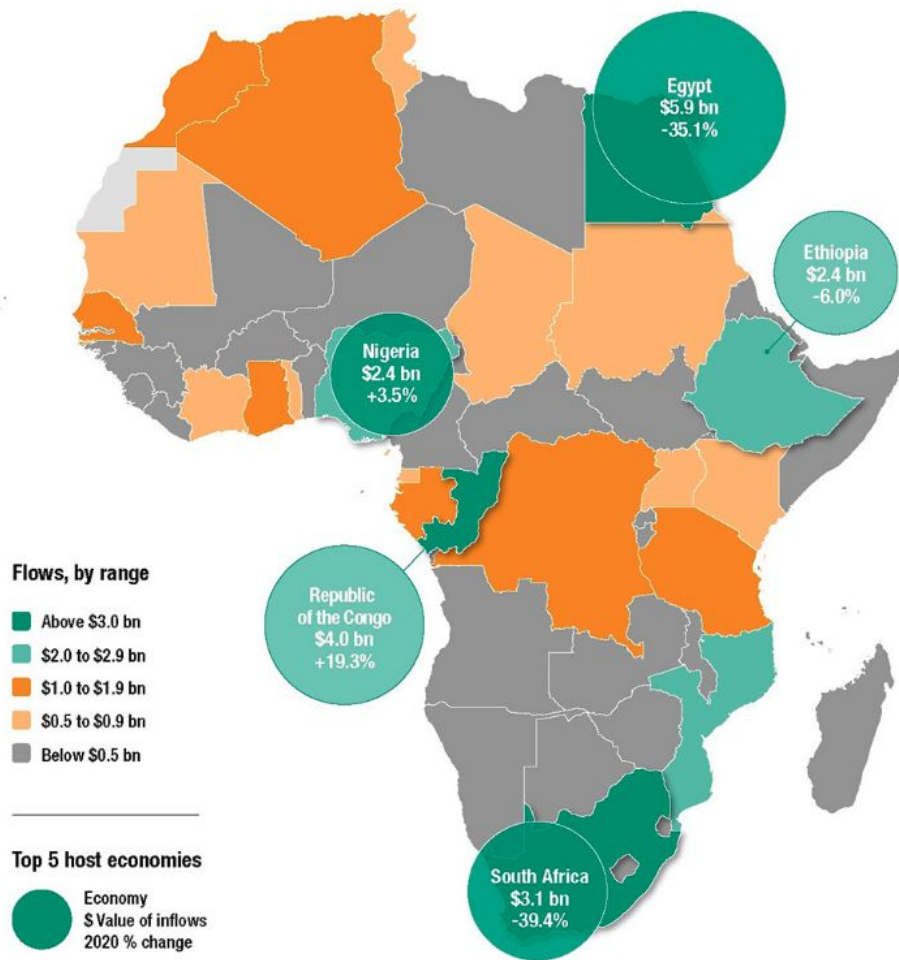 Egypt
$5.9 bn
-35.1%
Ethiopia
$2.4 bn
-6.0%
Nigeria
$2.4 bn
+3.5%
Republic
of the Congo
$4.0 bn
+19.3%
Flows, by range
Above $3.0 bn
$2.0 to $2.9 bn
$1.0 to $1.9 bn
$0.5 to $0.9 bn
Below $0.5 bn
Top 5 host economies
Economy
$ Value of inflows
2020 % change
South Africa
$3.1 bn
-39.4%